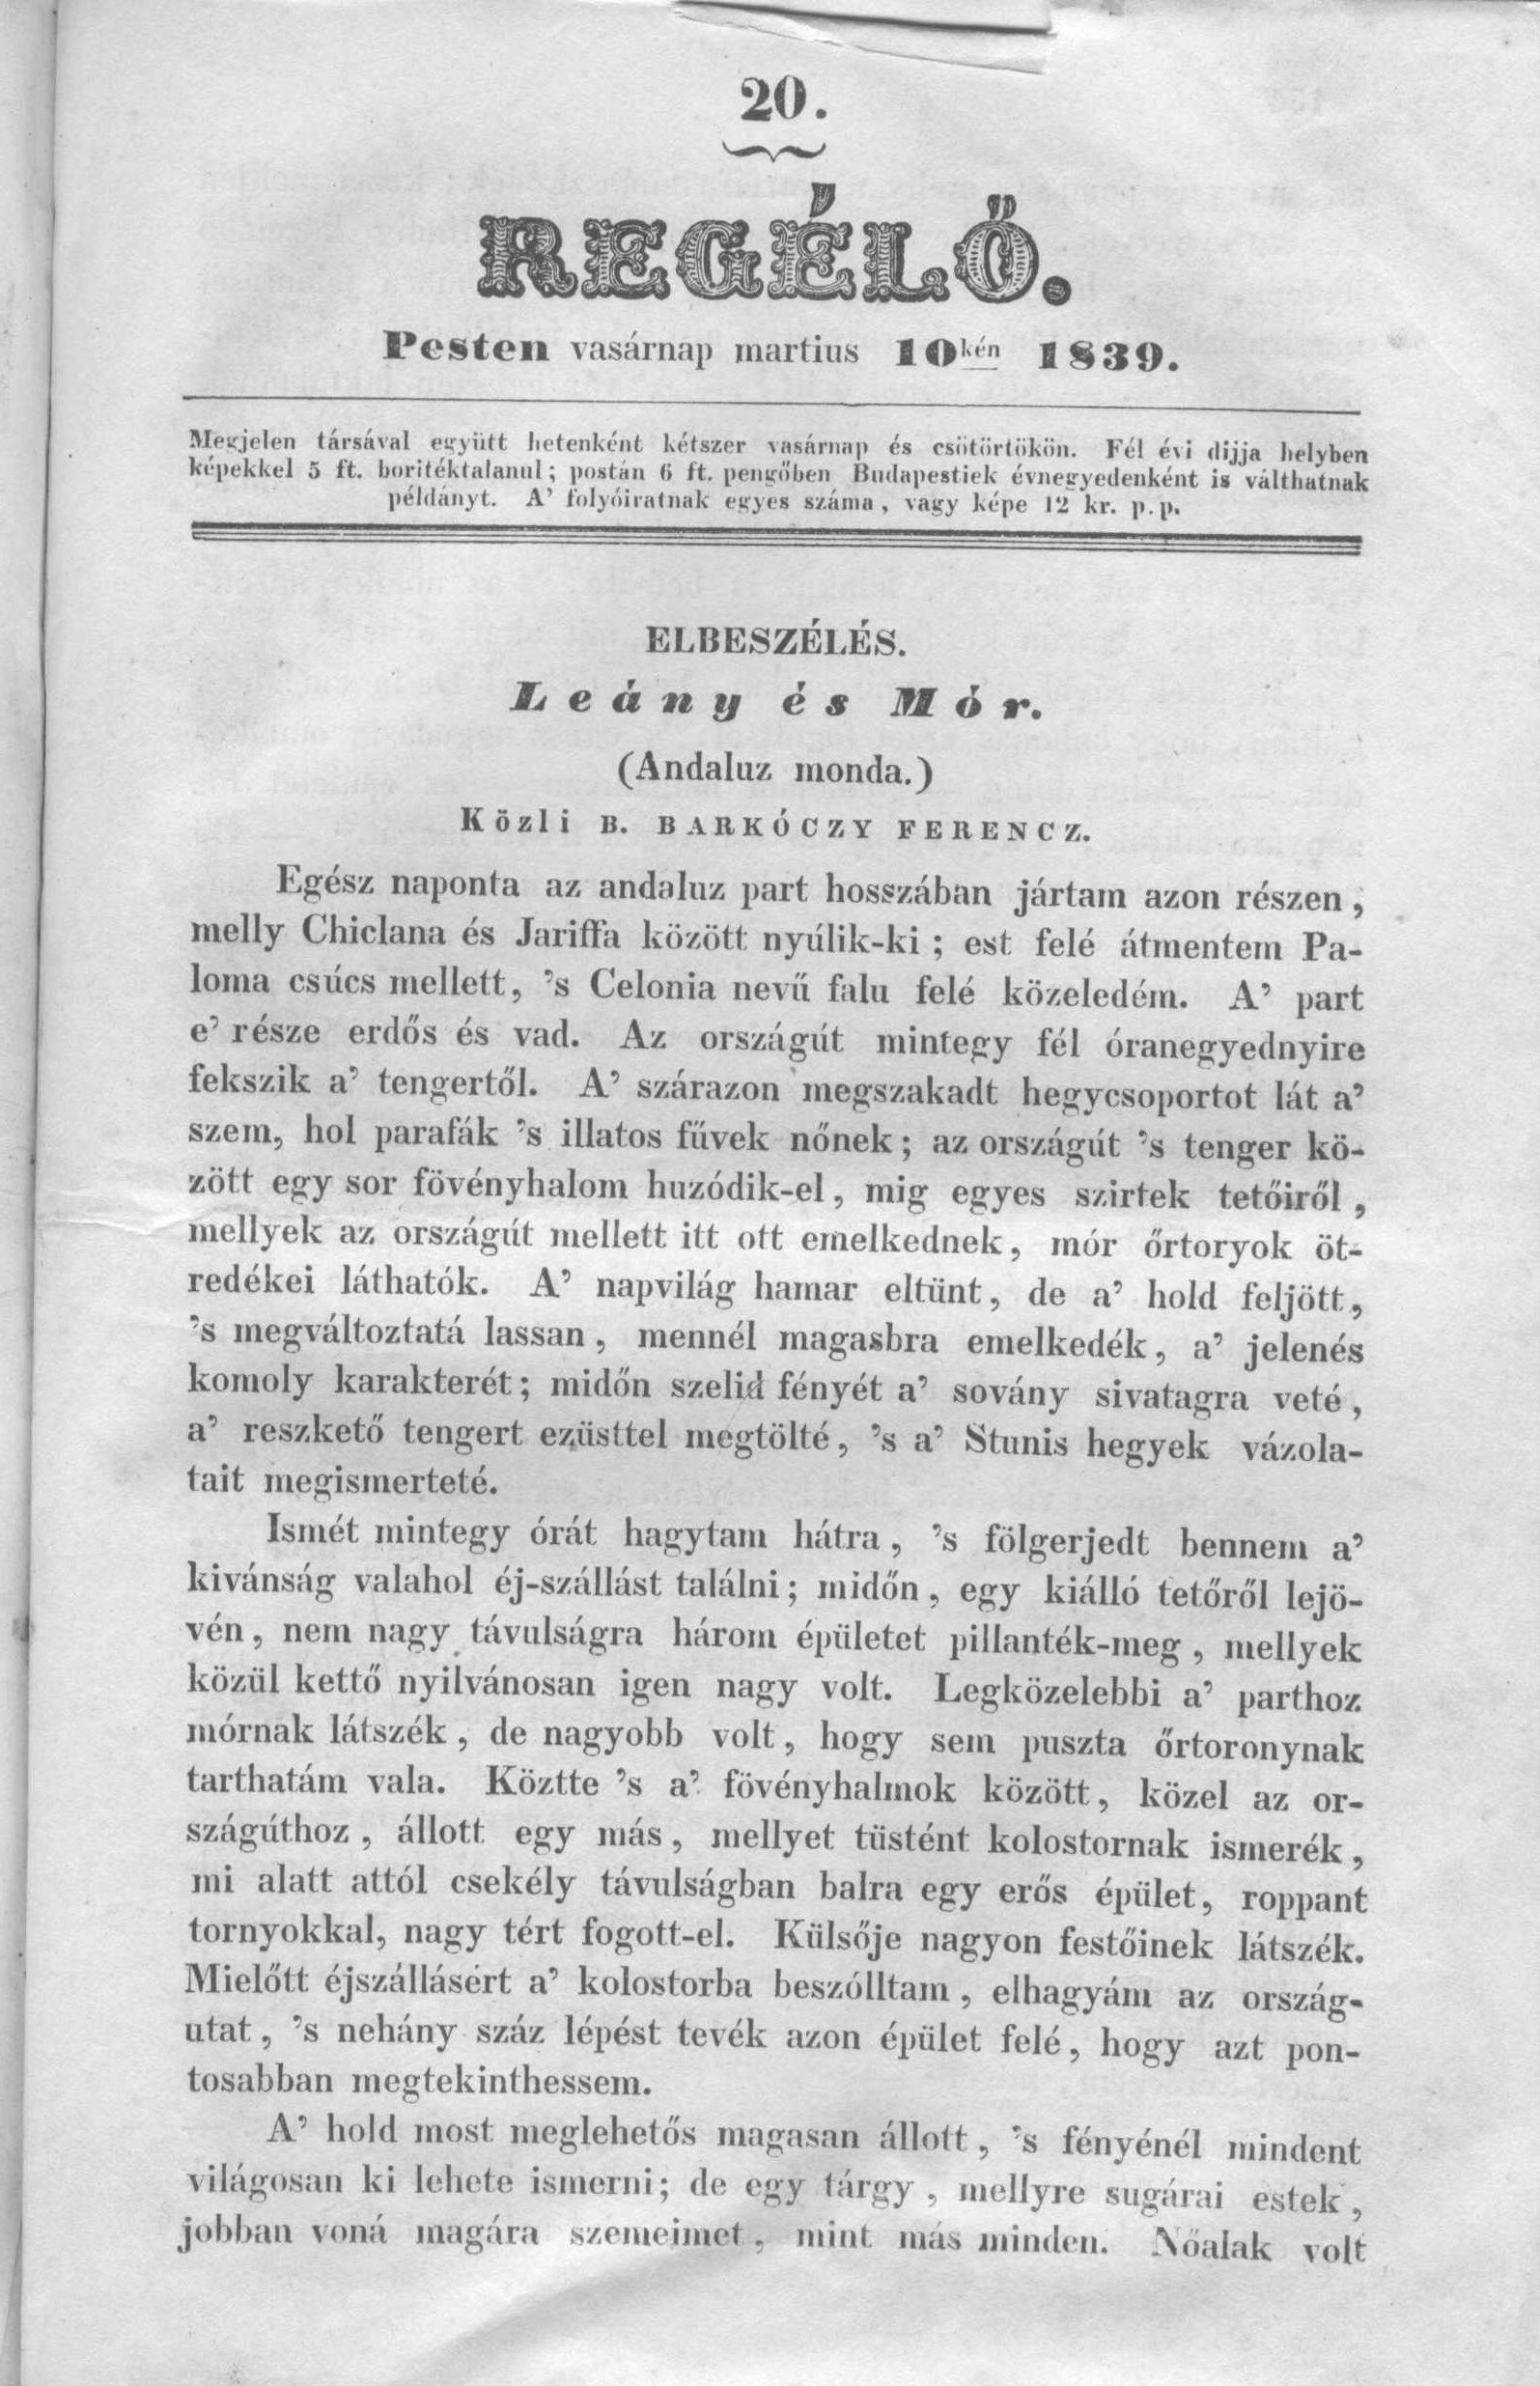 20.
REGÉLŐ.
Pesten vasárnap martius 10kén 1839.
Megjelen társával együtt hetenként kétszer vasárnap és csötörtökön. Fél évi dijja helyben
képekkel 5 ft. boritéktalanul; postán 6 ft. pengőben Budapestiek évnegyedenként is válthatnak
példányt. A’ folyóiratnak egyes száma, vagy képe 12 kr. p.p.
ELBESZÉLÉS.
Leány és Mór.
(Andaluz monda.)
Közli B. BARKÓCZY FERENCZ.
Egész naponta az andaluz part hosszában jártam azon részen,
melly Chiclana és Jariffa között nyúlik-ki; est felé átmentem Pa-
loma csúcs mellett, ’s Celonia nevű falu felé közeledém. A’ part
e’ része erdős és vad. Az országút mintegy fél óranegyednyire
fekszik a’ tengertől. A’ szárazon megszakadt hegycsoportot lát a’
szem, hol parafák ’s illatos fűvek nőnek; az országút ’s tenger kö-
zött egy sor fövényhalom huzódik-el, mig egyes szirtek tetőiről,
mellyek az országút mellett itt ott emelkednek, mór őrtoryok öt-
redékei láthatók. A’ napvilág hamar eltünt, de a’ hold feljött,
’s megváltoztatá lassan, mennél magasbra emelkedék, a’ jelenés
komoly karakterét; midőn szelid fényét a’ sovány sivatagra veté,
a’ reszkető tengert ezüsttel megtölté, ’s a’ Stunis hegyek vázola-
tait megismerteté.
Ismét mintegy órát hagytam hátra, ’s fölgerjedt bennem a’
kivánság valahol éj-szállást találni; midőn, egy kiálló tetőről lejö-
vén, nem nagy távulságra három épületet pillanték-meg, mellyek
közül kettő nyilvánosan igen nagy volt. Legközelebbi a’ parthoz
mórnak látszék, de nagyobb volt, hogy sem puszta őrtoronynak
tarthatám vala. Köztte ’s a’ fövényhalmok között, közel az or-
szágúthoz, állott egy más, mellyet tüstént kolostornak ismerék,
mi alatt attól csekély távulságban balra egy erős épület, roppant
tornyokkal, nagy tért fogott-el. Külsője nagyon festőinek látszék.
Mielőtt éjszállásért a’ kolostorba beszólltam, elhagyám az ország-
utat, ’s nehány száz lépést tevék azon épület felé, hogy azt pon-
tosabban megtekinthessem.
A’ hold most meglehetős magasan állott, ’s fényénél mindent
világosan ki lehete ismerni; de egy tárgy, mellyre sugárai estek,
jobban voná magára szemeimet, mint más minden. Nőalak volt